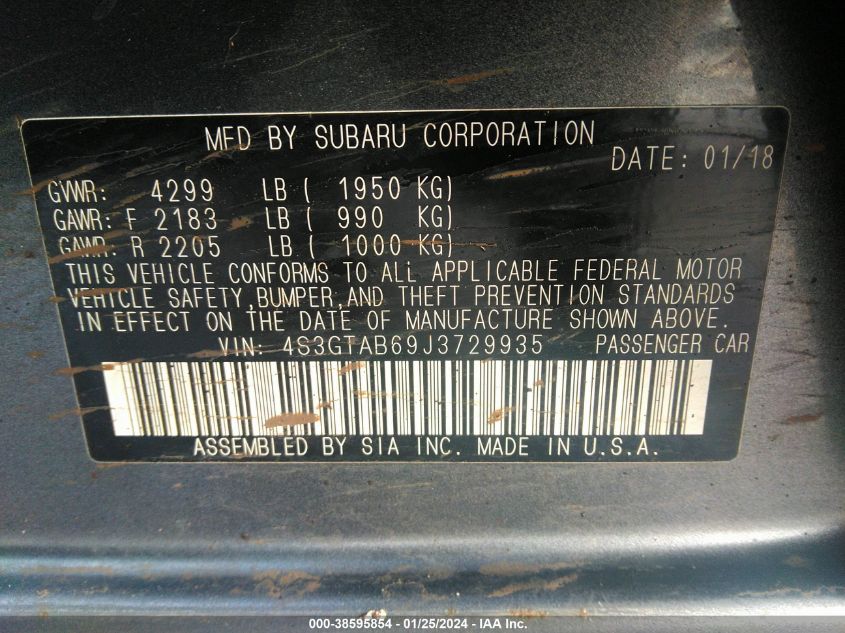 MFD BY SUBARU CORPORATION
DATE: 01/18
GVWR: 4299 LB ( 1950 KG)
GAWR: F 2183 LB ( 990 KG)
GAWR: R 2205 LB ( 1000 KG)
THIS VEHICLE CONFORMS TO ALL APPLICABLE FEDERAL MOTOR
VEHICLE SAFETY,BUMPER,AND THEFT PREVENTION STANDARDS
IN EFFECT ON THE DATE OF MANUFACTURE SHOWN ABOVE.
VIN: 4S3GTAB69J3729935 PASSENGER CAR
ASSEMBLED BY SIA INC. MADE IN U.S.A.
000-38595854 - 01/25/2024 - IAA Inc.